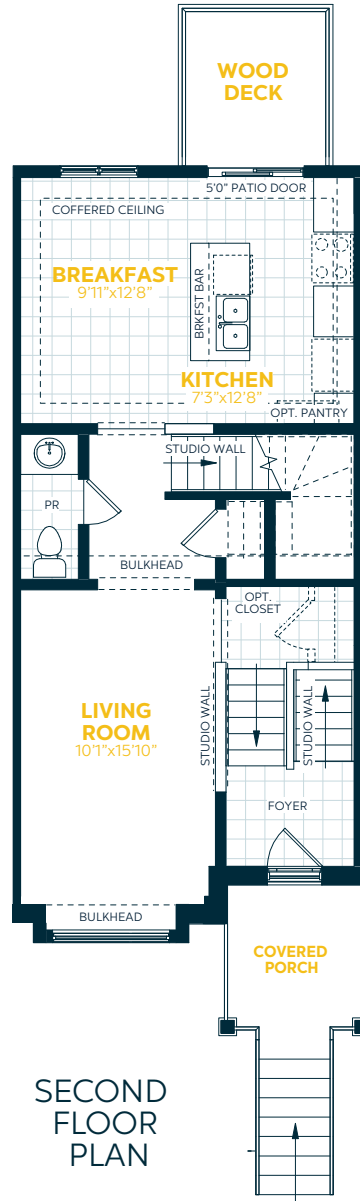 WOOD
DECK
5'0" PATIO DOOR
COFFERED CEILING
BREAKFAST
9'11"x12'8"
BRKFST BAR
KITCHEN
7'3"x12'8"
OPT. PANTRY
STUDIO WALL
PR
BULKHEAD
OPT.
CLOSET
LIVING
ROOM
10'1"x15'10"
STUDIO WALL
STUDIO WALL
FOYER
BULKHEAD
COVERED
PORCH
SECOND
FLOOR
PLAN